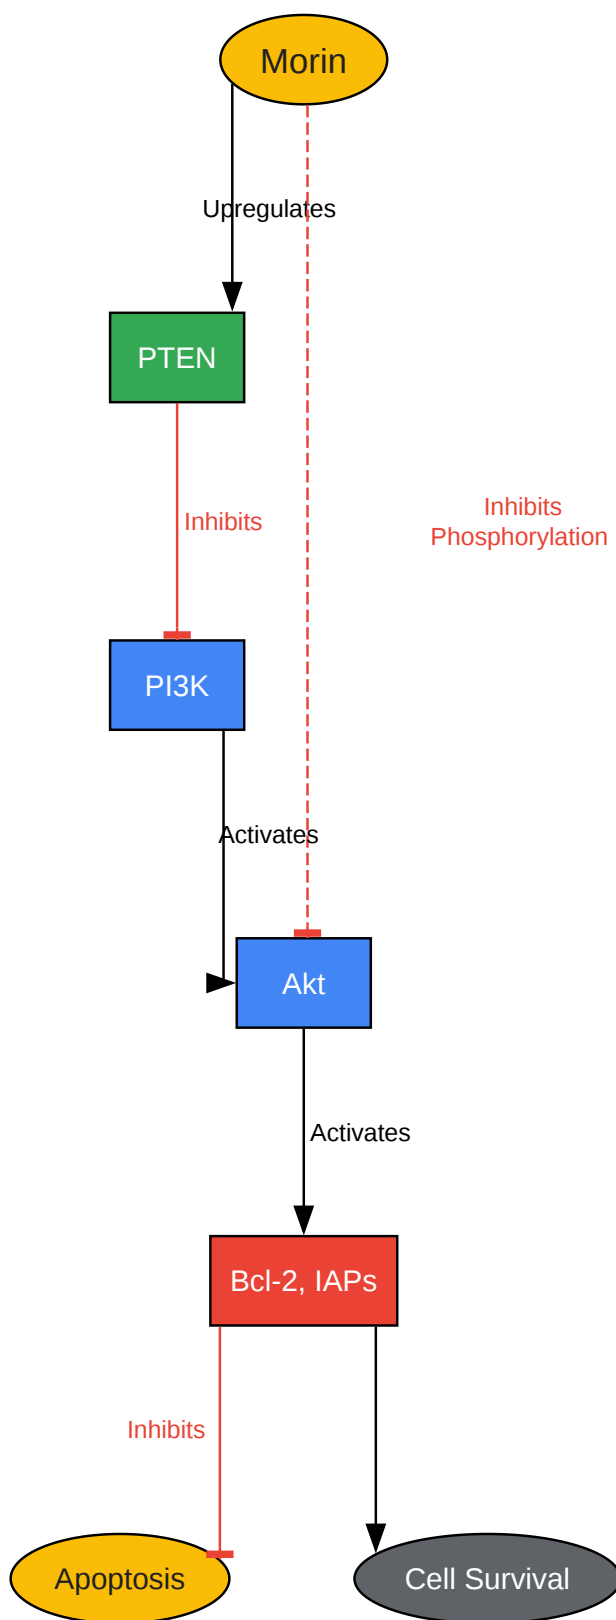 Morin
Upregulates
PTEN
Inhibits
Phosphorylation
Inhibits
PI3K
Activates
Akt
Activates
Bcl-2, IAPs
Inhibits
Apoptosis
Cell Survival